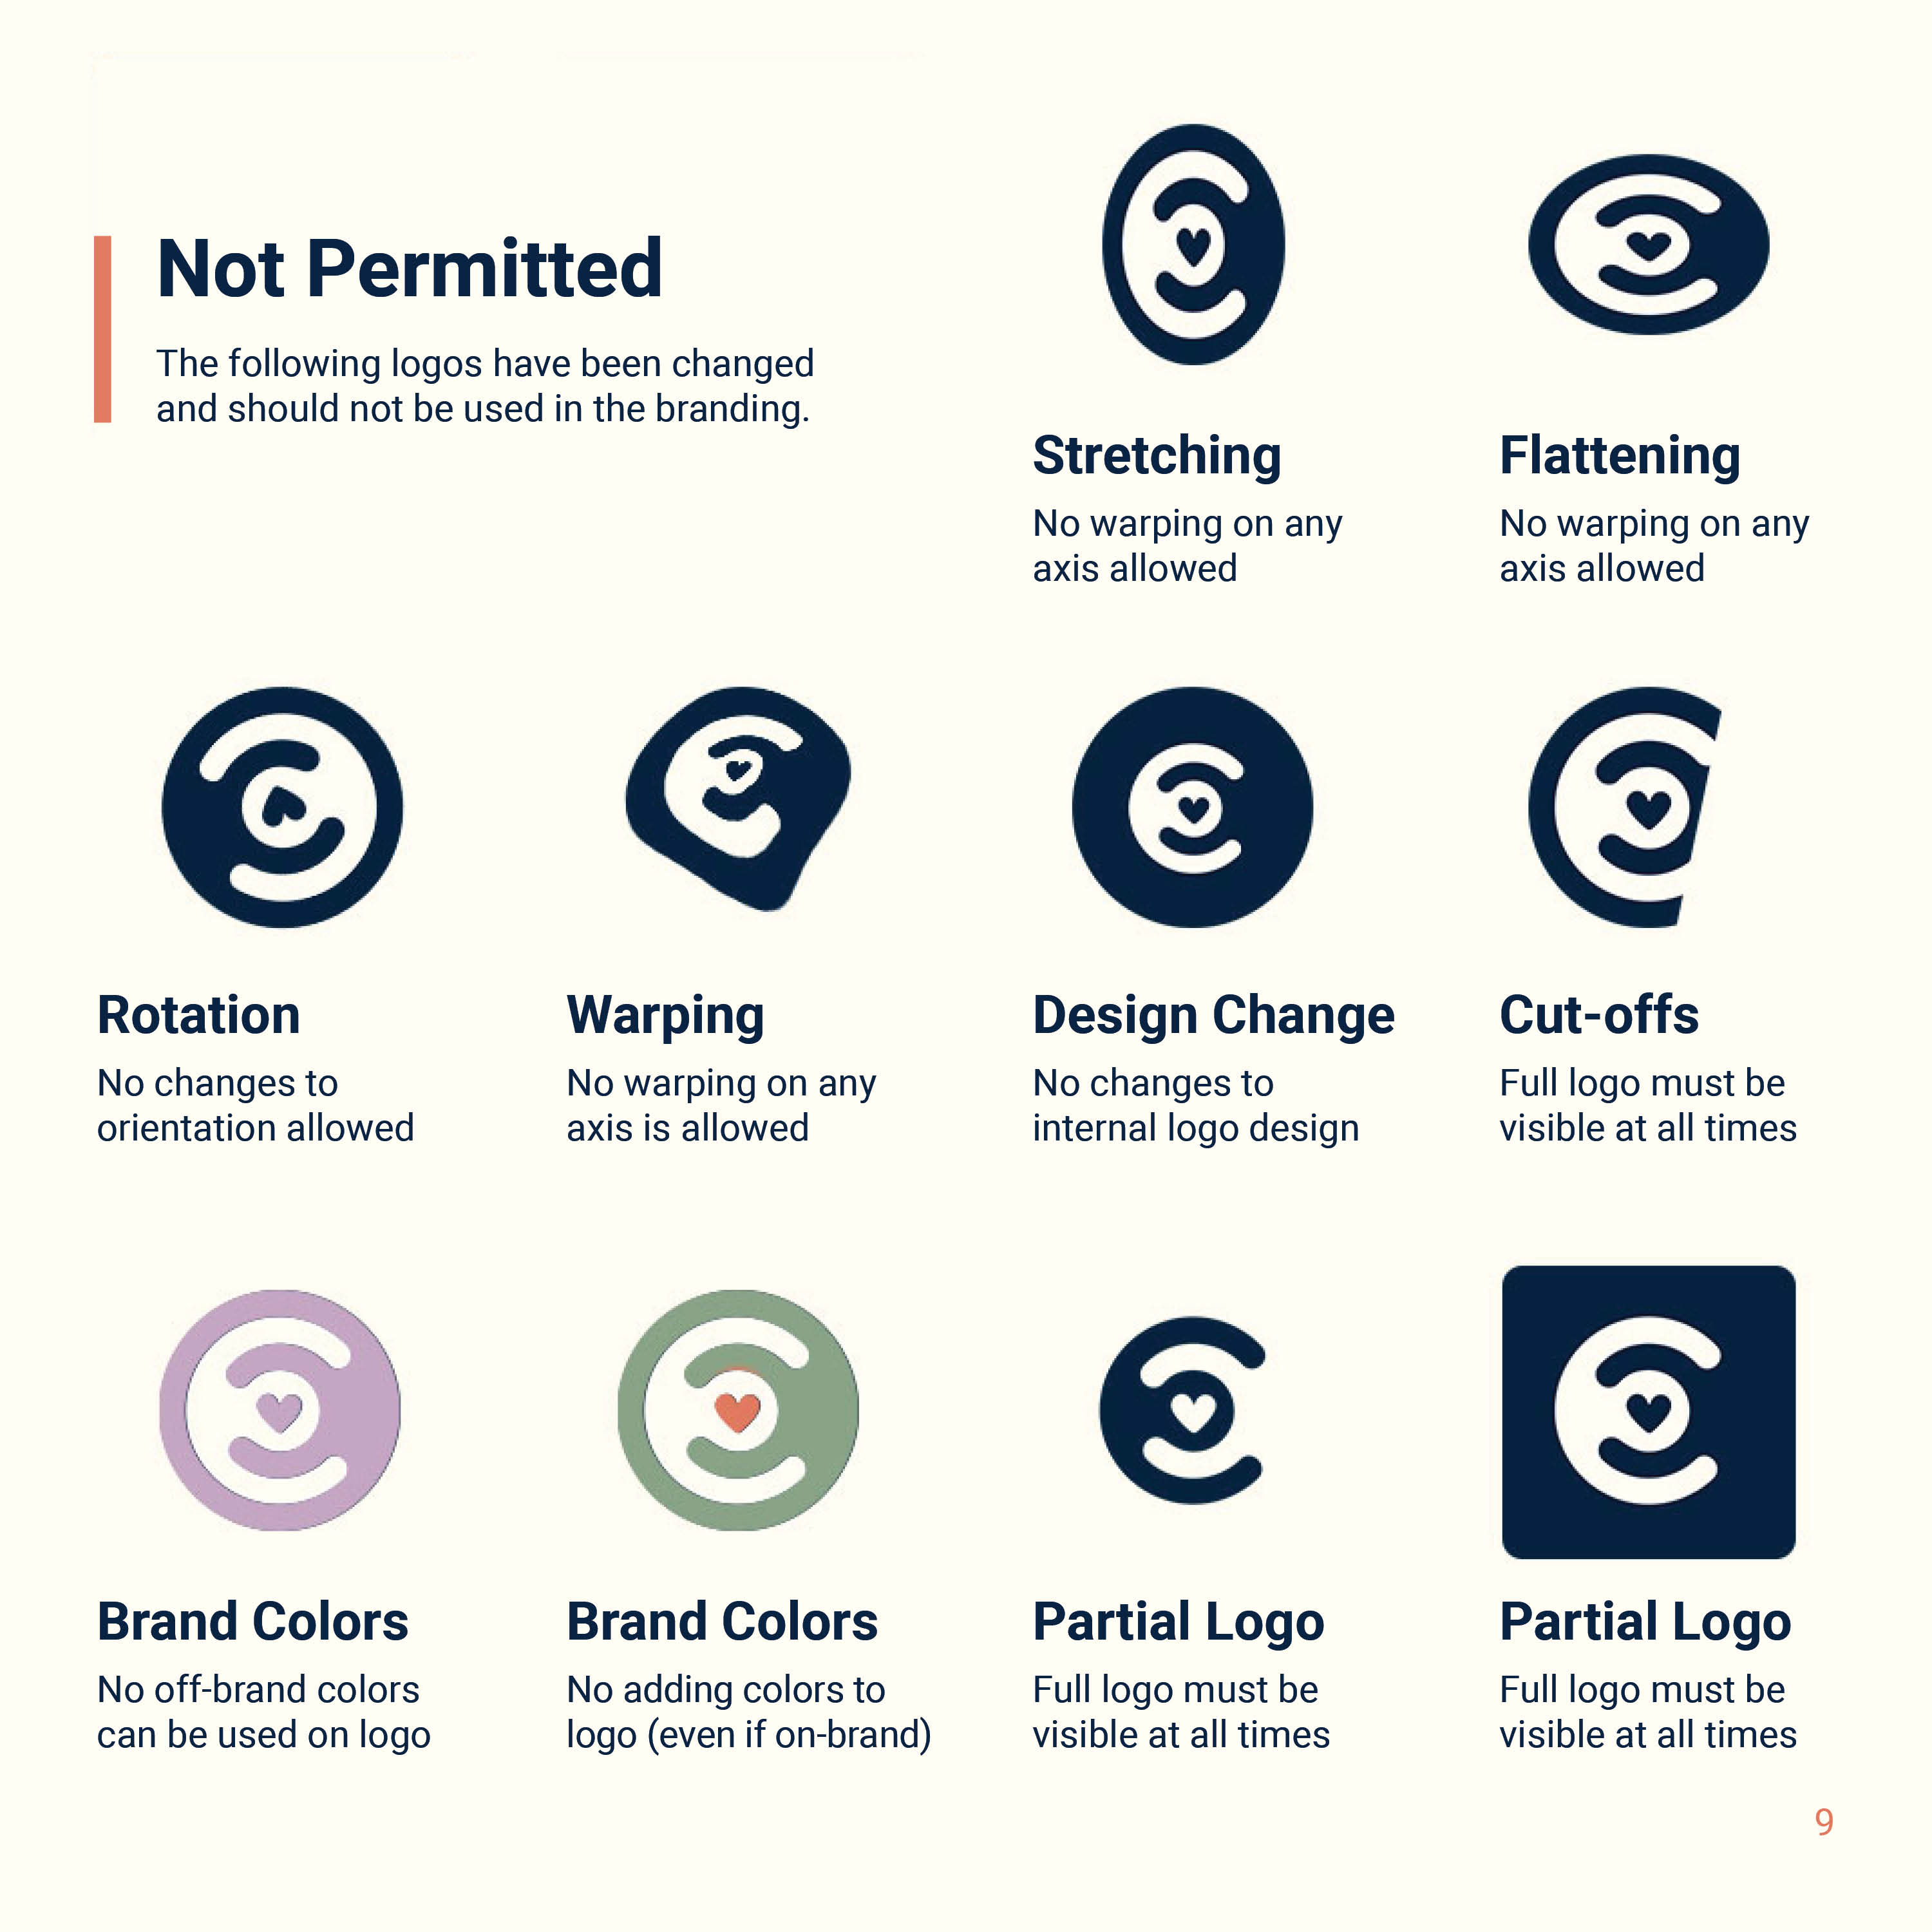 Not Permitted
The following logos have been changed
and should not be used in the branding.
Stretching
No warping on any
axis allowed
Flattening
No warping on any
axis allowed
Rotation
No changes to
orientation allowed
Warping
No warping on any
axis is allowed
Design Change
No changes to
internal logo design
Cut-offs
Full logo must be
visible at all times
Brand Colors
No off-brand colors
can be used on logo
Brand Colors
No adding colors to
logo (even if on-brand)
Partial Logo
Full logo must be
visible at all times
Partial Logo
Full logo must be
visible at all times
9